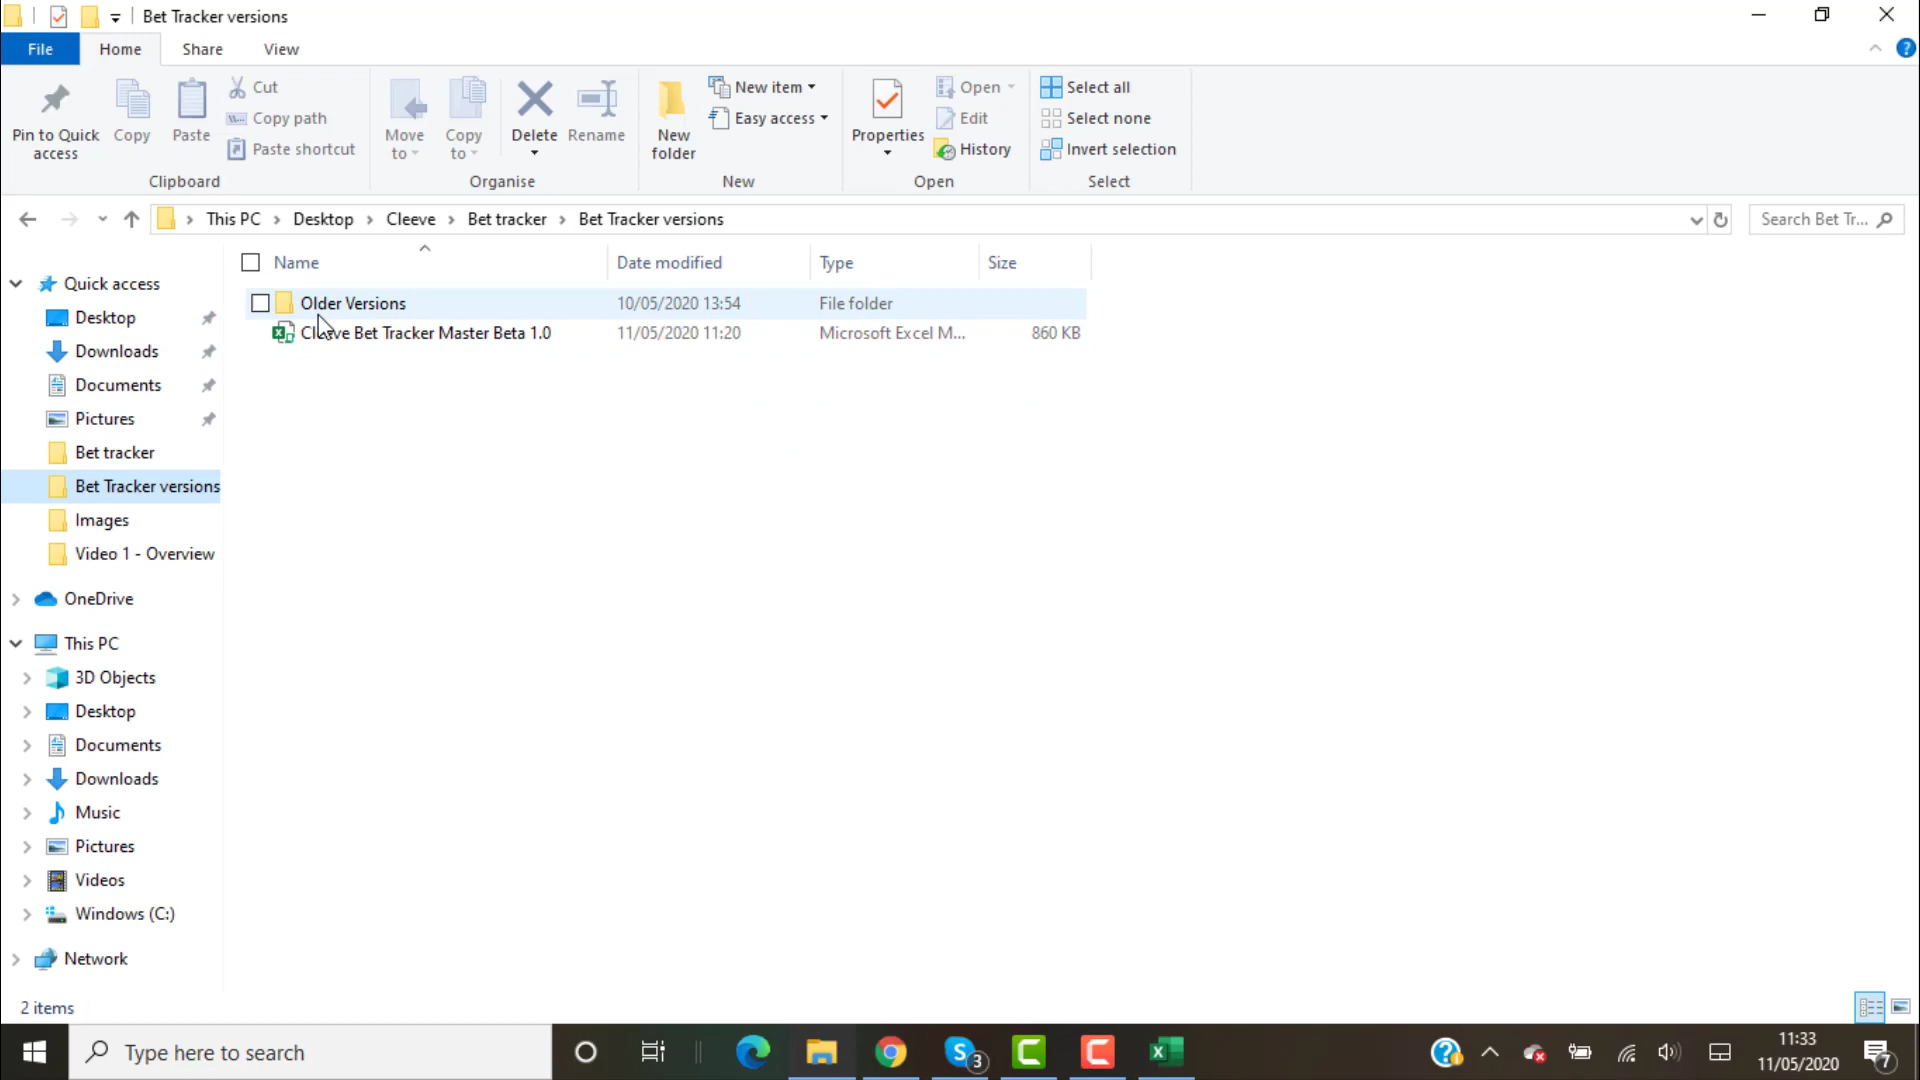 Bet Tracker versions
File Home Share View
Pin to Quick access
Copy
Paste
Cut
Copy path
Paste shortcut
Clipboard
Move to
Copy to
Delete
Rename
Organise
New folder
New item
Easy access
New
Properties
Open
Edit
History
Open
Select all
Select none
Invert selection
Select
This PC > Desktop > Cleeve > Bet tracker > Bet Tracker versions
Search Bet Tr...
Name Date modified Type Size
Older Versions 10/05/2020 13:54 File folder
Cleeve Bet Tracker Master Beta 1.0 11/05/2020 11:20 Microsoft Excel M... 860 KB
Quick access
Desktop
Downloads
Documents
Pictures
Bet tracker
Bet Tracker versions
Images
Video 1 - Overview
OneDrive
This PC
3D Objects
Desktop
Documents
Downloads
Music
Pictures
Videos
Windows (C:)
Network
2 items
Type here to search
3
11:33
11/05/2020
7